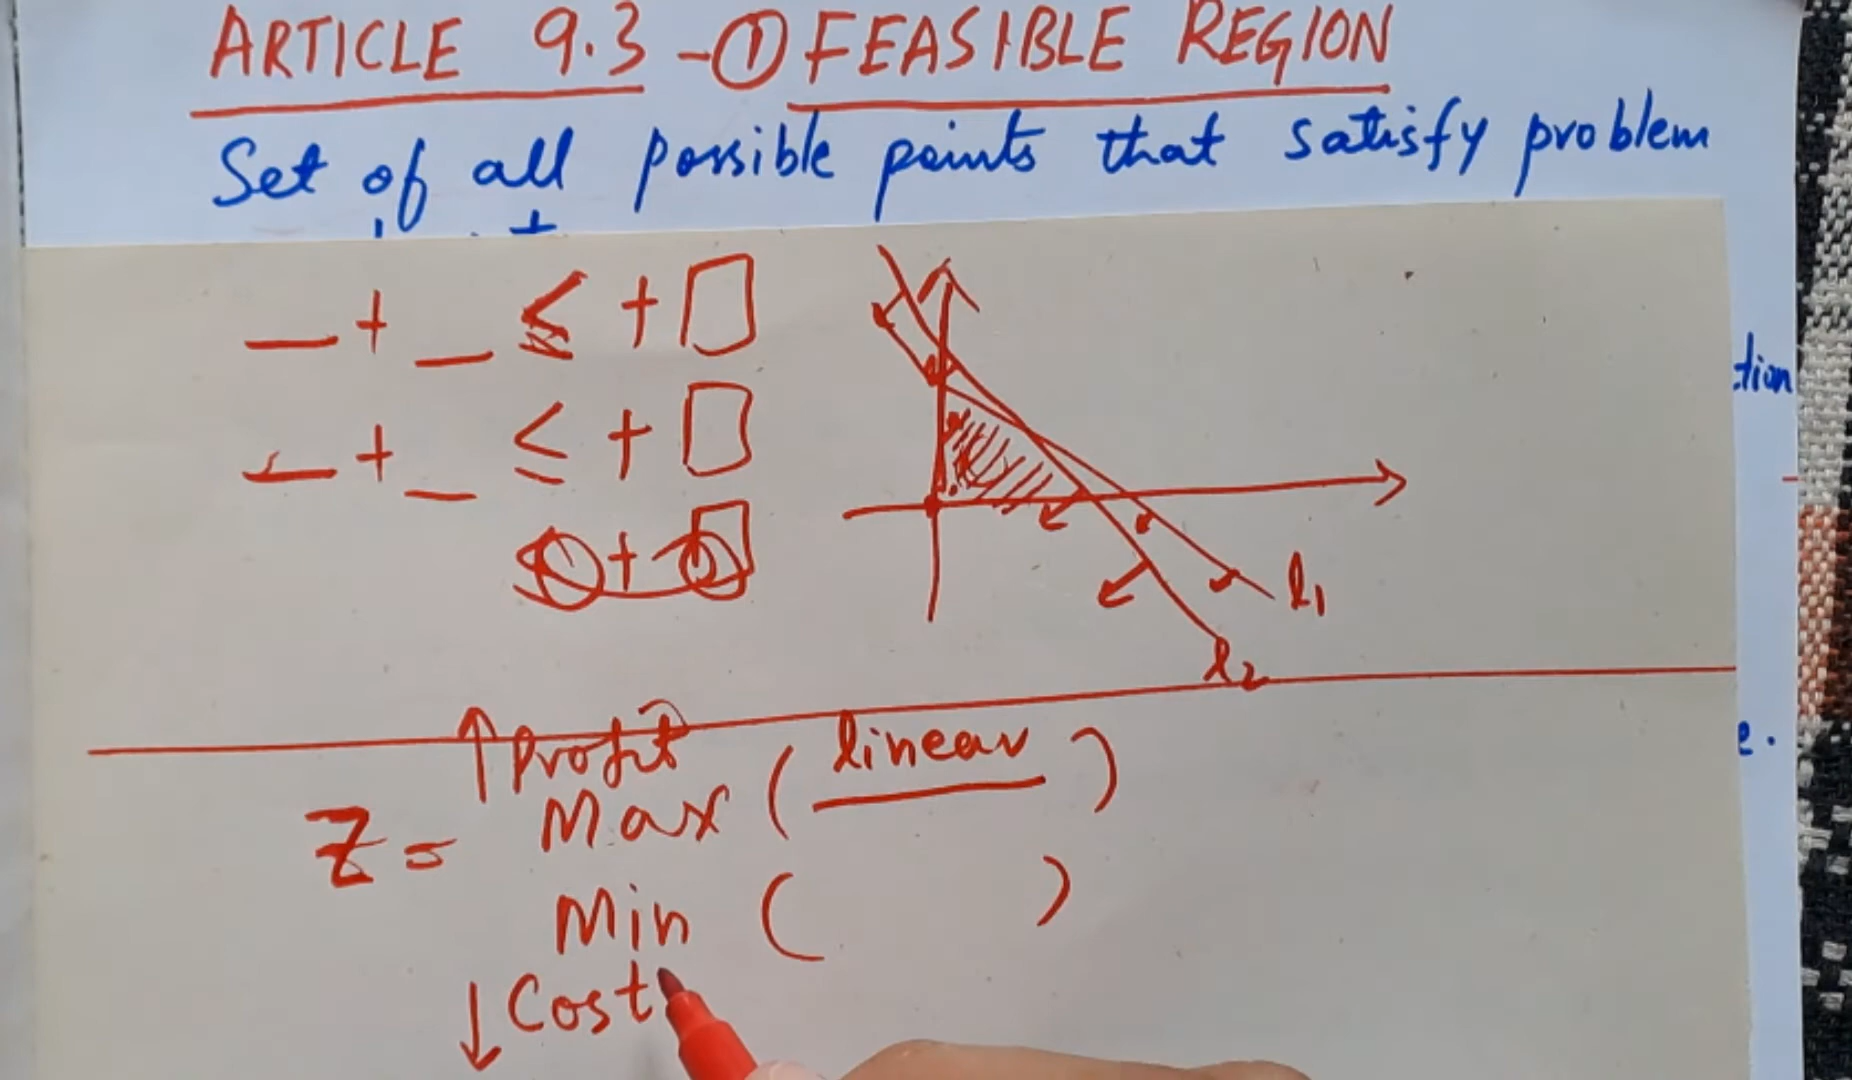 ARTICLE 9.3 - ① FEASIBLE REGION
Set of all possible points that satisfy problem
_ + _ ≤ + □
_ + _ ≤ + □
+
tion
l₁
l₂
↑ Profit
Z = Max ( linear )
e.
Min ( )
↓ Cost